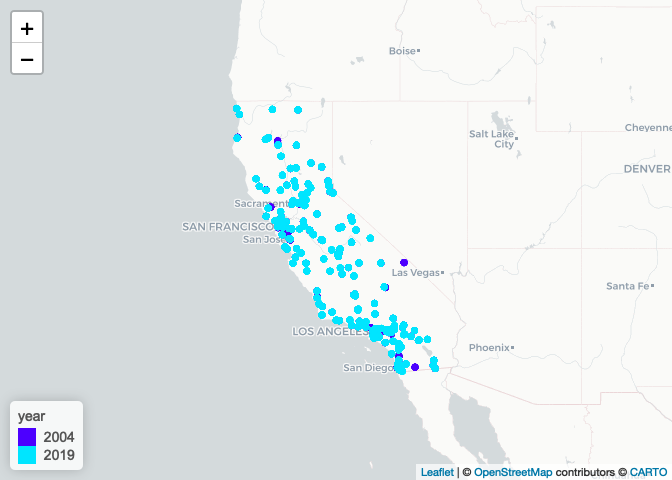 +
−
Boise
Salt Lake
City
Cheyenne
DENVER
Sacrament
SAN FRANCISCO
San Jose
Las Vegas
Santa Fe
LOS ANGELES
Phoenix
San Diego
year
2004
2019
Leaflet | © OpenStreetMap contributors © CARTO